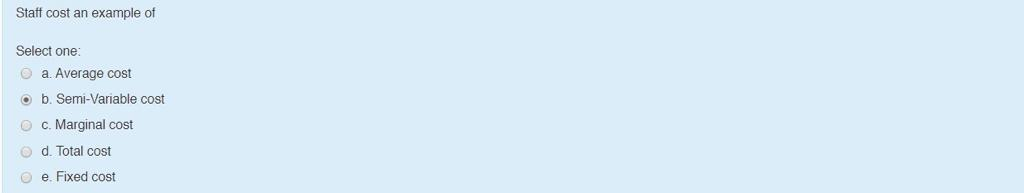 Staff cost an example of
Select one:
a. Average cost
b. Semi-Variable cost
c. Marginal cost
d. Total cost
e. Fixed cost